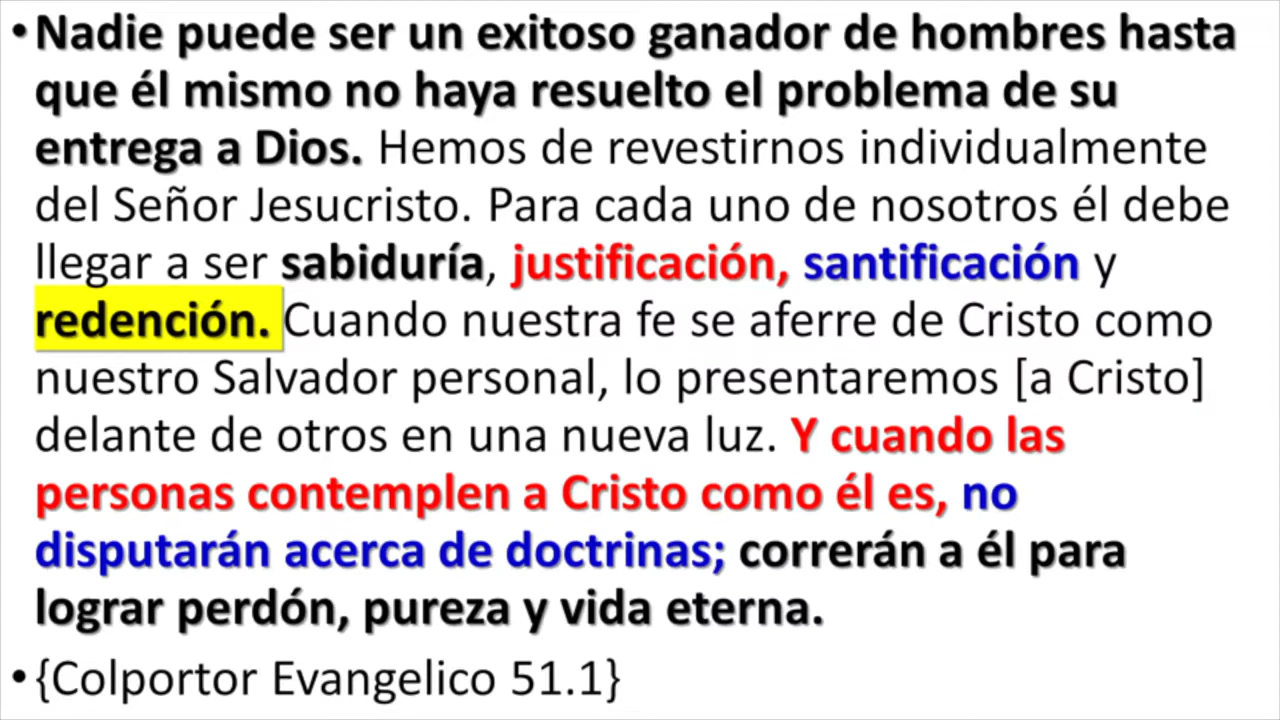 • Nadie puede ser un exitoso ganador de hombres hasta
que él mismo no haya resuelto el problema de su
entrega a Dios. Hemos de revestirnos individualmente
del Señor Jesucristo. Para cada uno de nosotros él debe
llegar a ser sabiduría, justificación, santificación y
redención. Cuando nuestra fe se aferre de Cristo como
nuestro Salvador personal, lo presentaremos [a Cristo]
delante de otros en una nueva luz. Y cuando las
personas contemplen a Cristo como él es, no
disputarán acerca de doctrinas; correrán a él para
lograr perdón, pureza y vida eterna.
• {Colportor Evangelico 51.1}